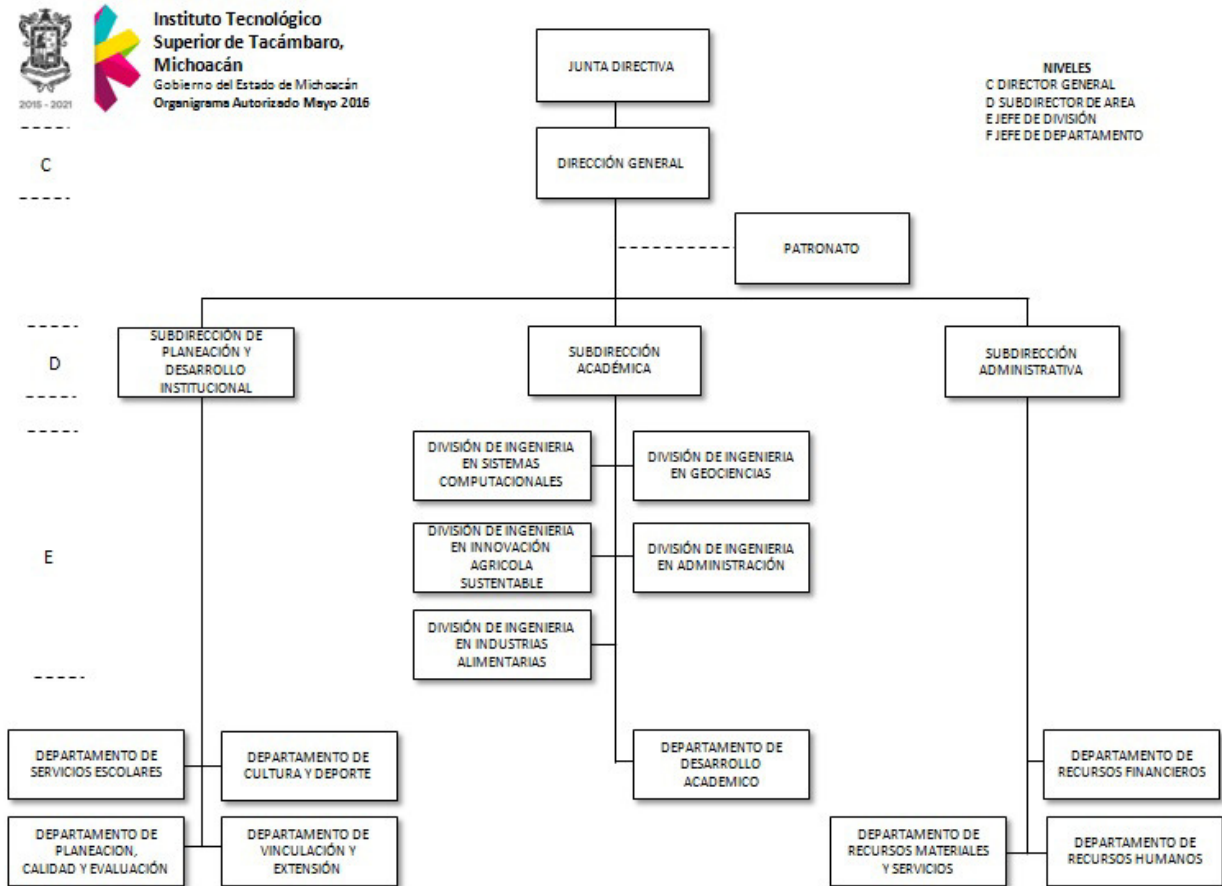 Instituto Tecnológico
Superior de Tacámbaro,
Michoacán
Gobierno del Estado de Michoacán
Organigrama Autorizado Mayo 2016
2015 - 2021
JUNTA DIRECTIVA
NIVELES
C DIRECTOR GENERAL
D SUBDIRECTOR DE AREA
E JEFE DE DIVISIÓN
F JEFE DE DEPARTAMENTO
C
DIRECCIÓN GENERAL
PATRONATO
D
SUBDIRECCIÓN DE
PLANEACIÓN Y
DESARROLLO
INSTITUCIONAL
SUBDIRECCIÓN
ACADÉMICA
SUBDIRECCIÓN
ADMINISTRATIVA
E
DIVISIÓN DE INGENIERIA
EN SISTEMAS
COMPUTACIONALES
DIVISIÓN DE INGENIERIA
EN GEOCIENCIAS
DIVISIÓN DE INGENIERIA
EN INNOVACIÓN
AGRICOLA
SUSTENTABLE
DIVISIÓN DE INGENIERIA
EN ADMINISTRACIÓN
DIVISIÓN DE INGENIERIA
EN INDUSTRIAS
ALIMENTARIAS
DEPARTAMENTO DE
SERVICIOS ESCOLARES
DEPARTAMENTO DE
CULTURA Y DEPORTE
DEPARTAMENTO DE
DESARROLLO
ACADEMICO
DEPARTAMENTO DE
RECURSOS FINANCIEROS
DEPARTAMENTO DE
PLANEACION,
CALIDAD Y EVALUACIÓN
DEPARTAMENTO DE
VINCULACIÓN Y
EXTENSIÓN
DEPARTAMENTO DE
RECURSOS MATERIALES
Y SERVICIOS
DEPARTAMENTO DE
RECURSOS HUMANOS